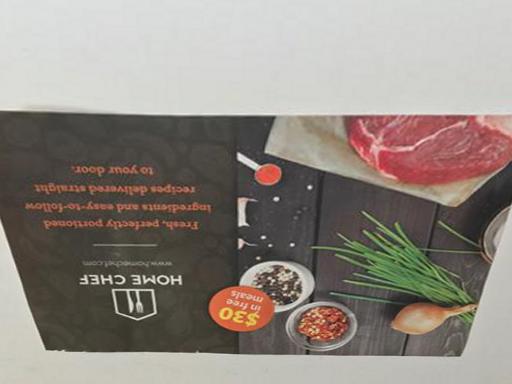 HOME CHEF
www.homechef.com
Fresh, perfectly portioned
ingredients and easy-to-follow
recipes delivered straight
to your door.
$30
in free
meals